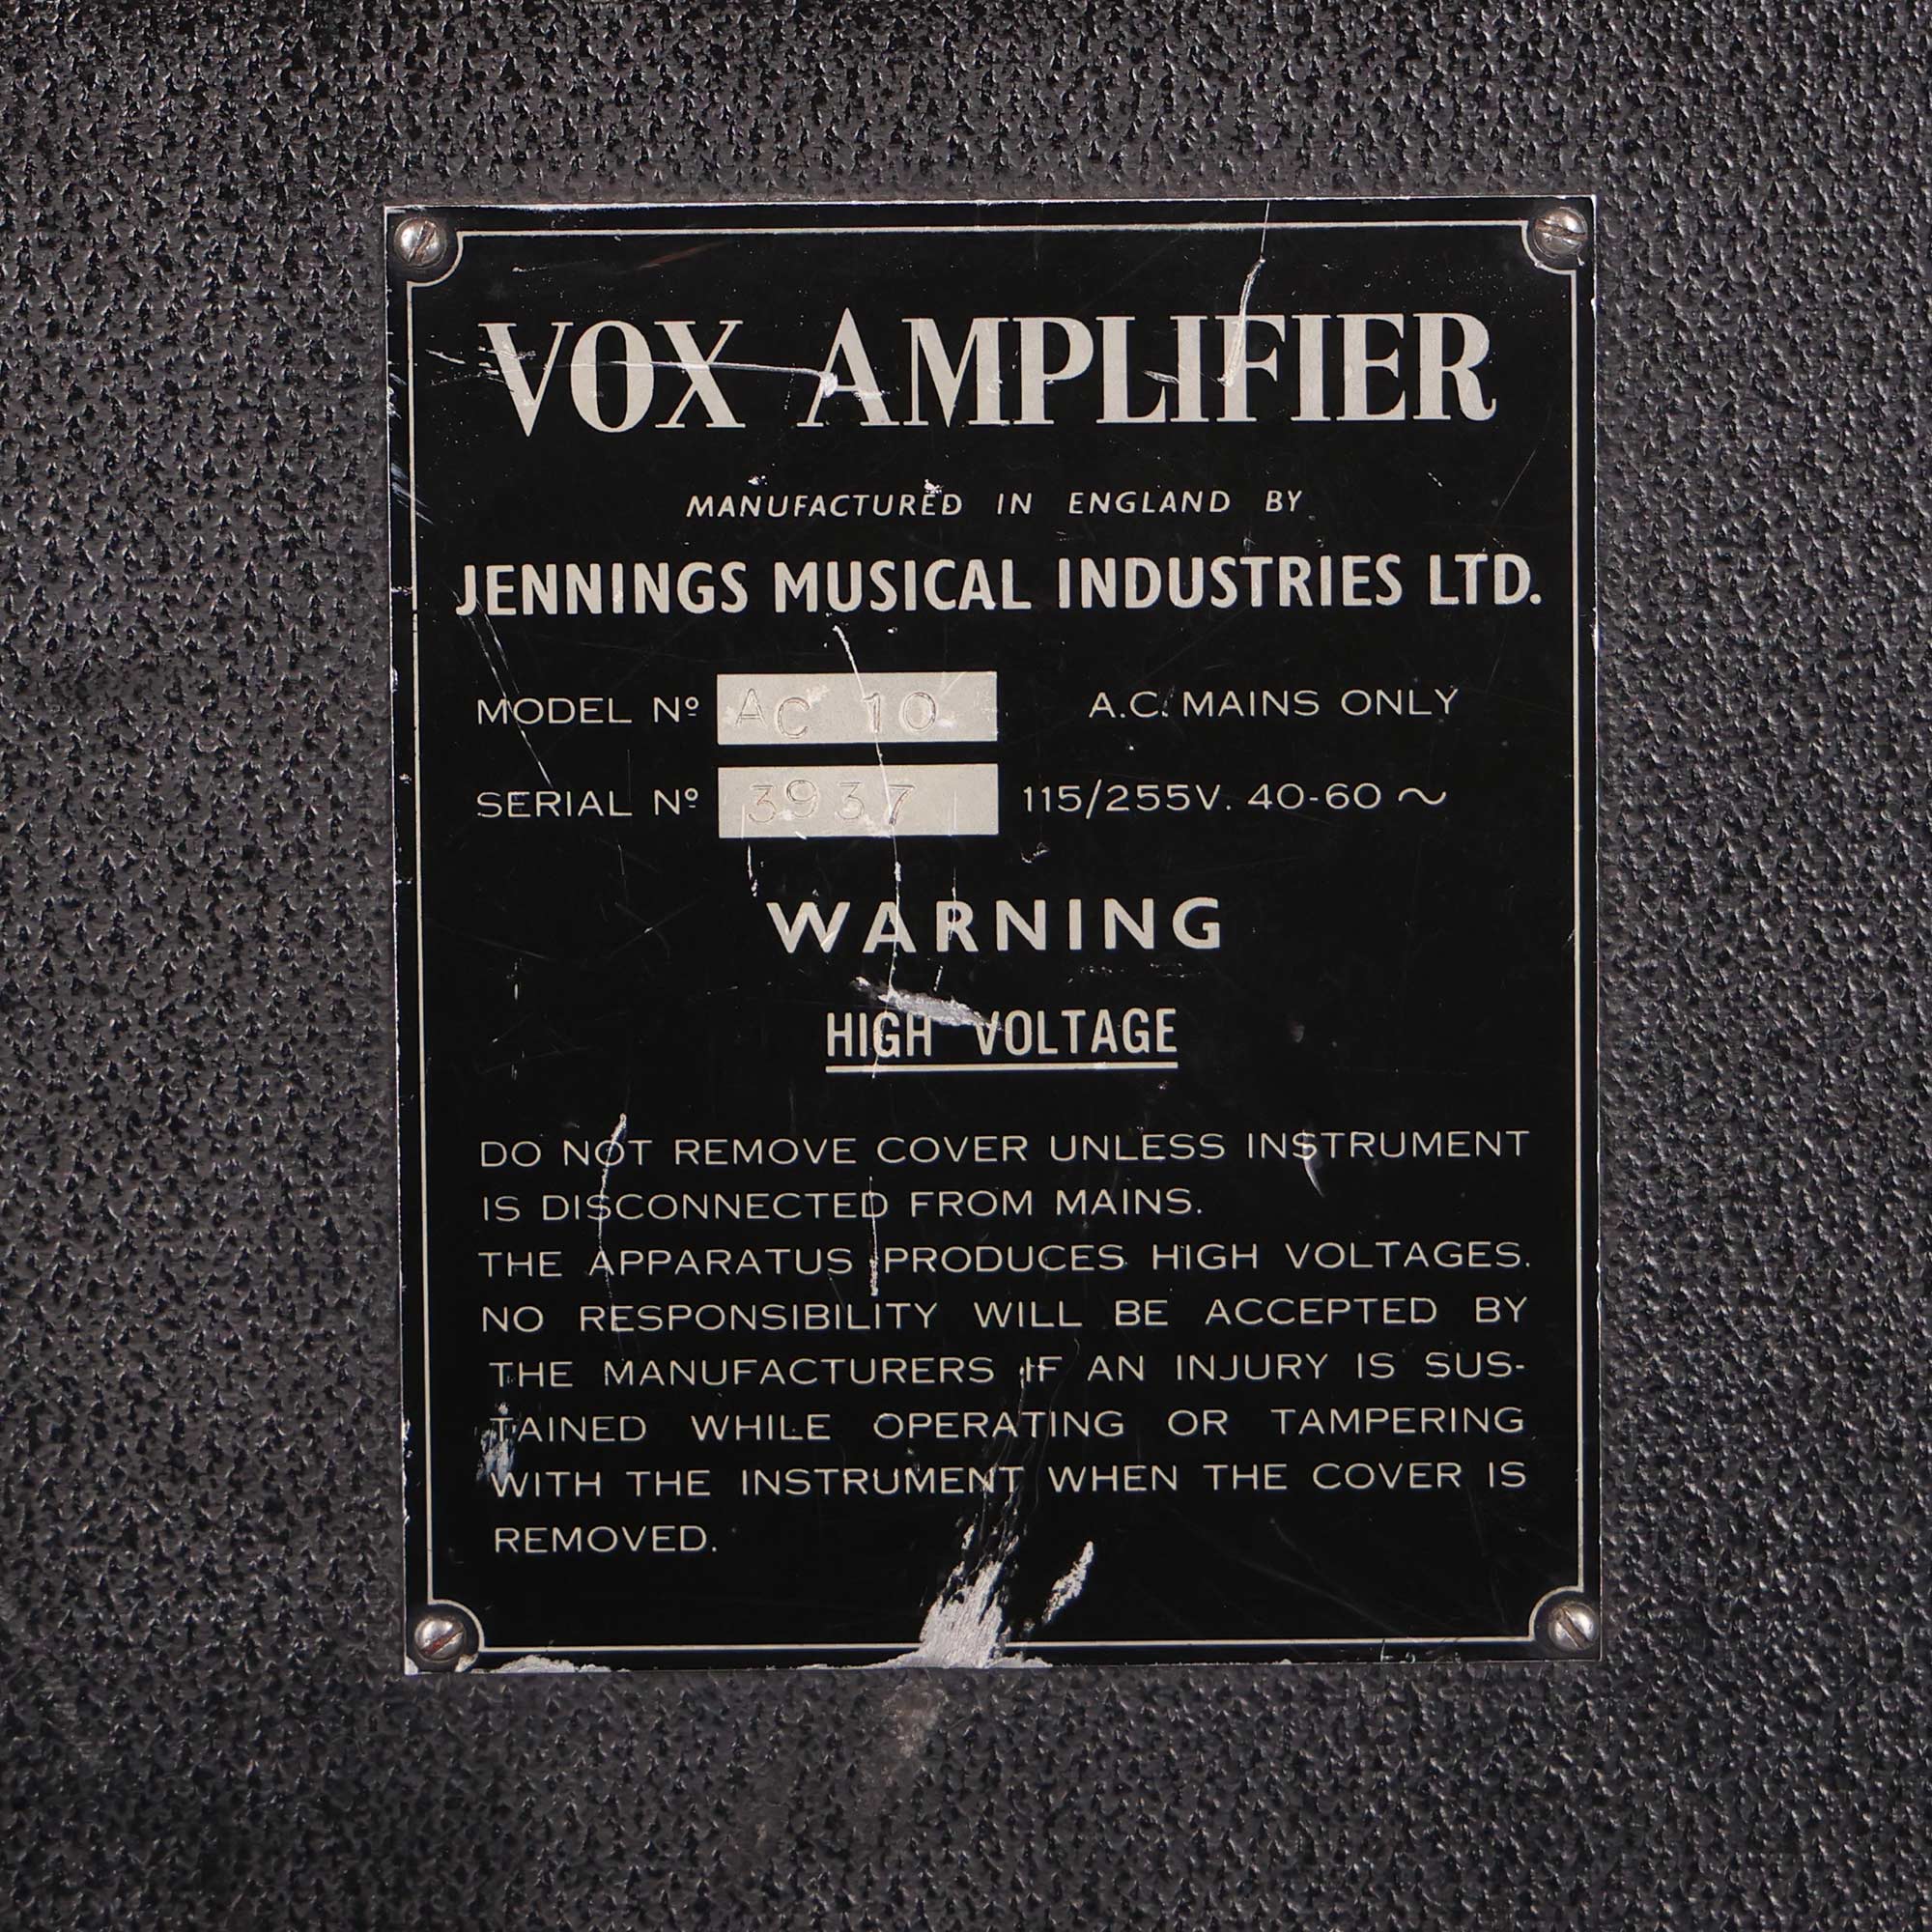 VOX AMPLIFIER
MANUFACTURED IN ENGLAND BY
JENNINGS MUSICAL INDUSTRIES LTD.
MODEL Nº AC 10 A.C. MAINS ONLY
SERIAL Nº 3937 115/255V. 40-60 ~
WARNING
HIGH VOLTAGE
DO NOT REMOVE COVER UNLESS INSTRUMENT
IS DISCONNECTED FROM MAINS.
THE APPARATUS PRODUCES HIGH VOLTAGES.
NO RESPONSIBILITY WILL BE ACCEPTED BY
THE MANUFACTURERS IF AN INJURY IS SUS-
TAINED WHILE OPERATING OR TAMPERING
WITH THE INSTRUMENT WHEN THE COVER IS
REMOVED.